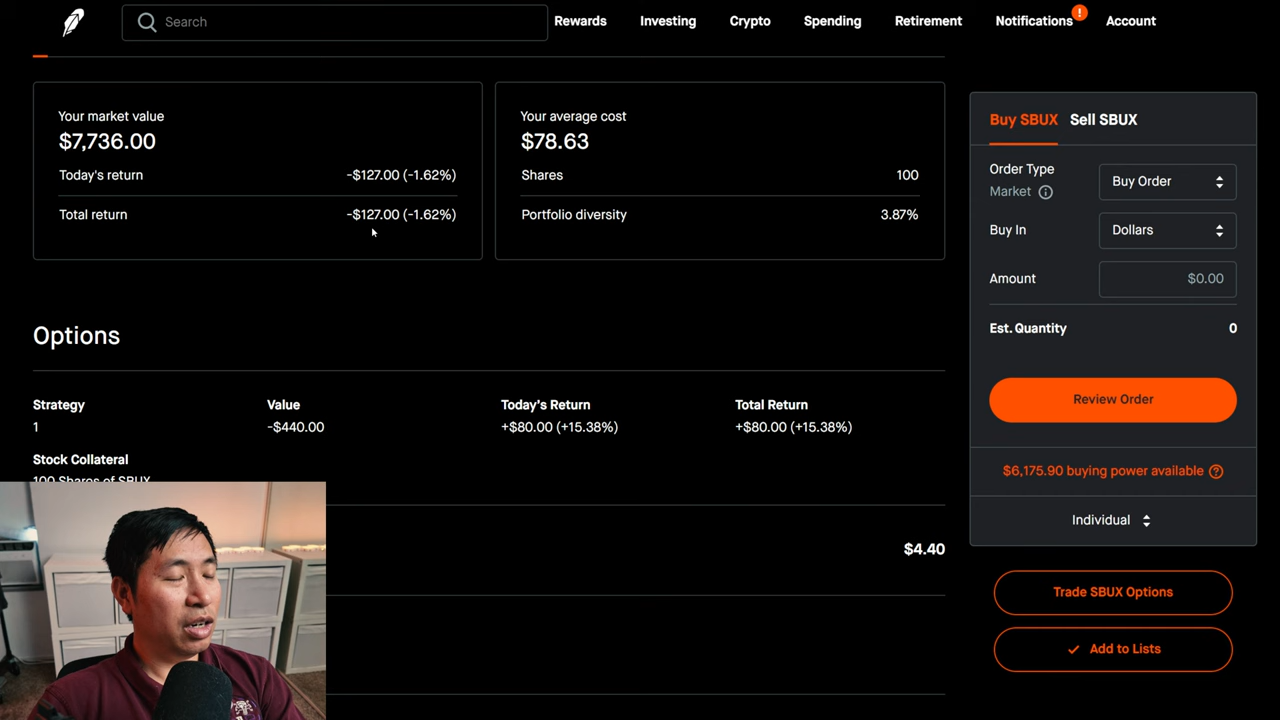 Search
Rewards Investing Crypto Spending Retirement Notifications ! Account
Your market value
$7,736.00
Today's return -$127.00 (-1.62%)
Total return -$127.00 (-1.62%)
Your average cost
$78.63
Shares 100
Portfolio diversity 3.87%
Options
Strategy Value Today's Return Total Return
1 -$440.00 +$80.00 (+15.38%) +$80.00 (+15.38%)
Stock Collateral
100 Shares of SBUX
$4.40
Buy SBUX Sell SBUX
Order Type
Market Buy Order
Buy In Dollars
Amount $0.00
Est. Quantity 0
Review Order
$6,175.90 buying power available
Individual
Trade SBUX Options
Add to Lists